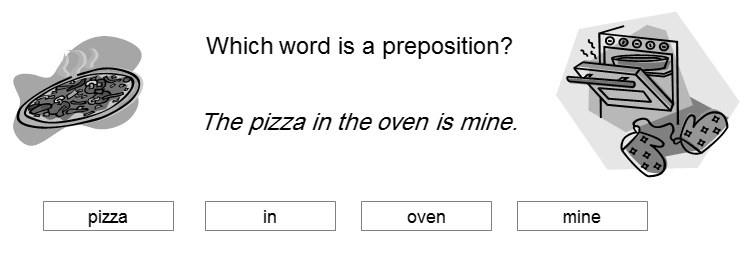 Which word is a preposition?
The pizza in the oven is mine.
pizza in oven mine